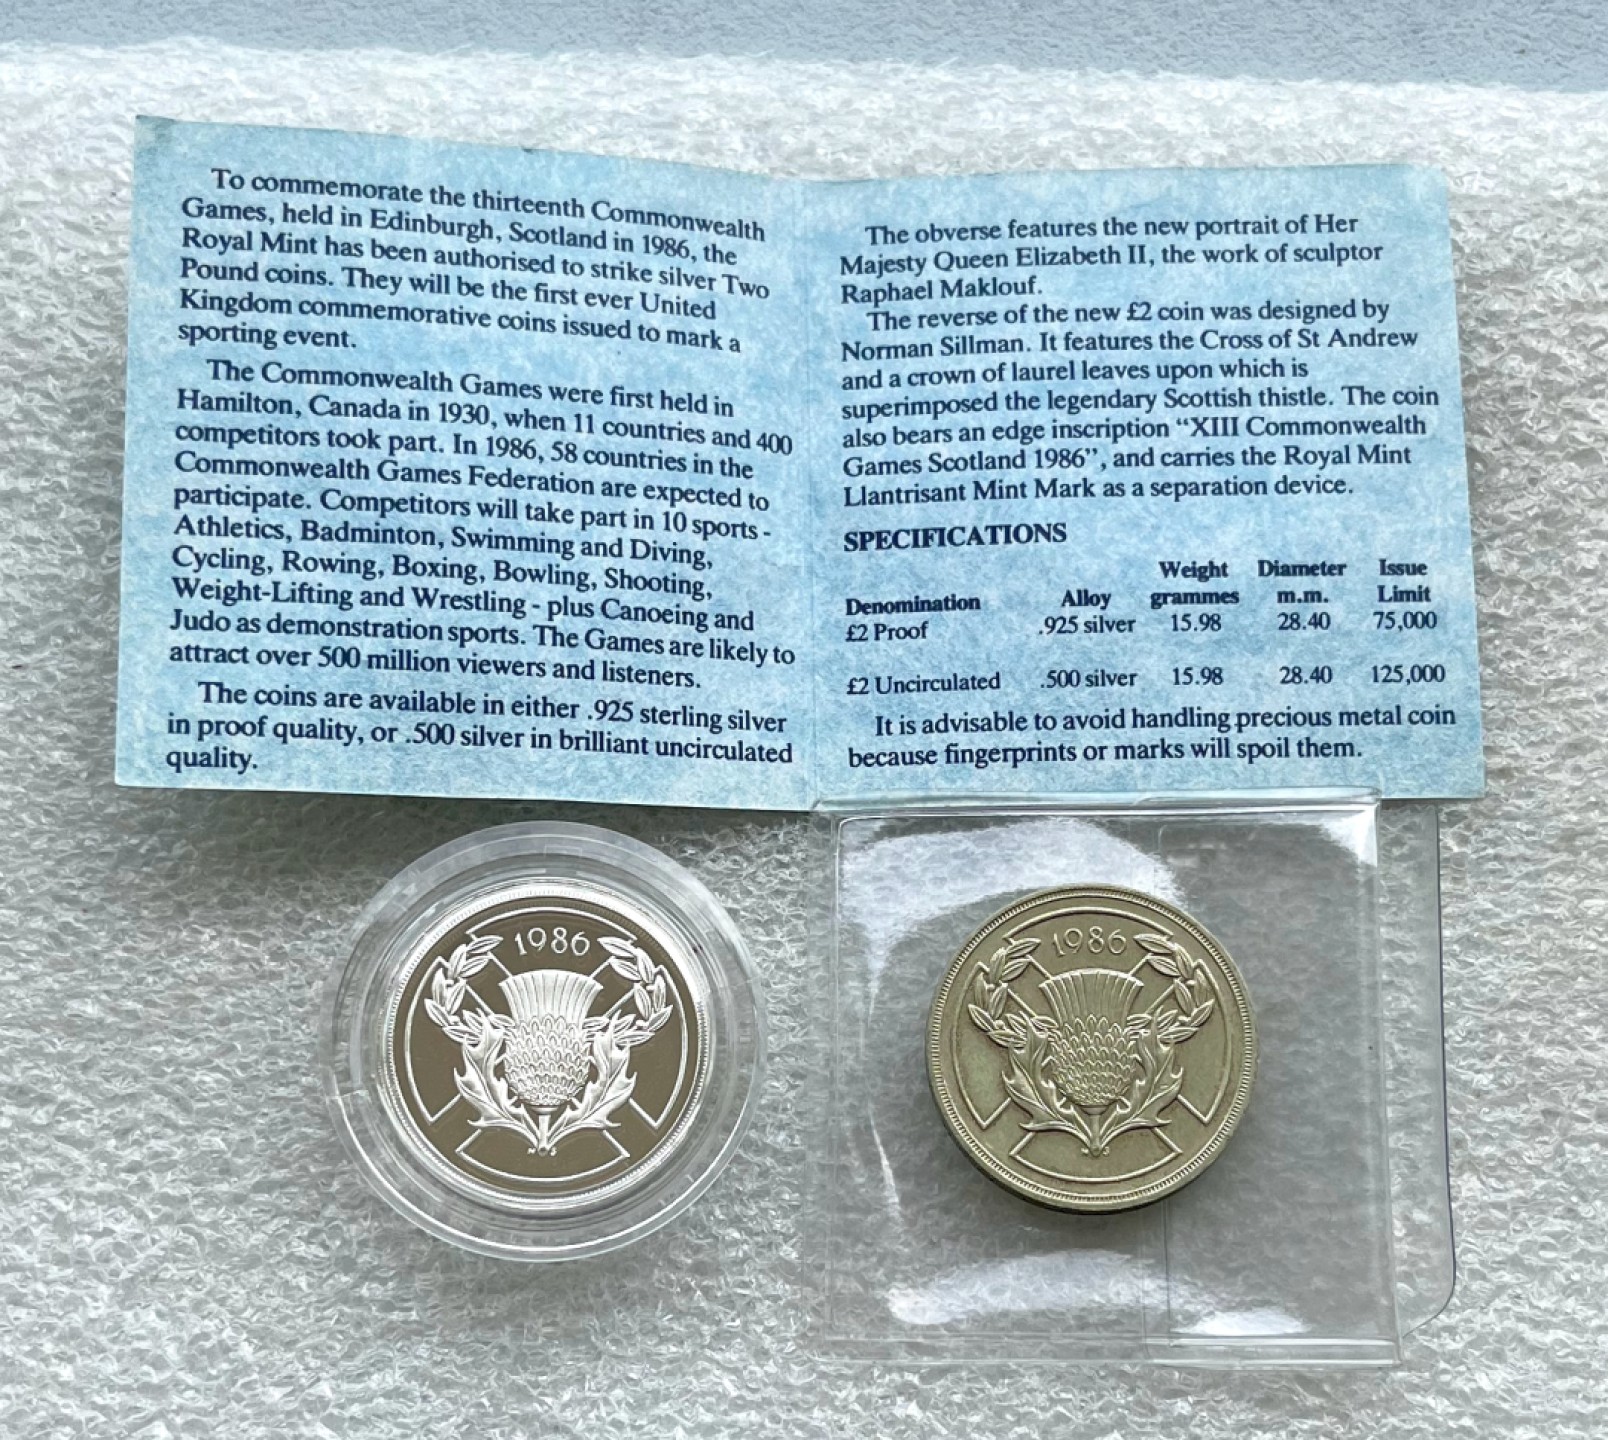 To commemorate the thirteenth Commonwealth
Games, held in Edinburgh, Scotland in 1986, the
Royal Mint has been authorised to strike silver Two
Pound coins. They will be the first ever United
Kingdom commemorative coins issued to mark a
sporting event.
The Commonwealth Games were first held in
Hamilton, Canada in 1930, when 11 countries and 400
competitors took part. In 1986, 58 countries in the
Commonwealth Games Federation are expected to
participate. Competitors will take part in 10 sports -
Athletics, Badminton, Swimming and Diving,
Cycling, Rowing, Boxing, Bowling, Shooting,
Weight-Lifting and Wrestling - plus Canoeing and
Judo as demonstration sports. The Games are likely to
attract over 500 million viewers and listeners.
The coins are available in either .925 sterling silver
in proof quality, or .500 silver in brilliant uncirculated
quality.
The obverse features the new portrait of Her
Majesty Queen Elizabeth II, the work of sculptor
Raphael Maklouf.
The reverse of the new £2 coin was designed by
Norman Sillman. It features the Cross of St Andrew
and a crown of laurel leaves upon which is
superimposed the legendary Scottish thistle. The coin
also bears an edge inscription “XIII Commonwealth
Games Scotland 1986”, and carries the Royal Mint
Llantrisant Mint Mark as a separation device.
SPECIFICATIONS
Weight Diameter Issue
Denomination Alloy grammes m.m. Limit
£2 Proof .925 silver 15.98 28.40 75,000
£2 Uncirculated .500 silver 15.98 28.40 125,000
It is advisable to avoid handling precious metal coin
because fingerprints or marks will spoil them.
1986
N S
1986
N S